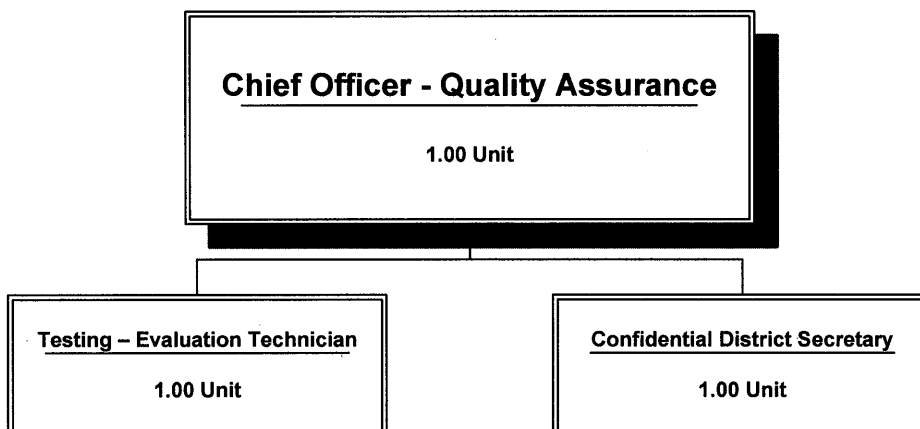 Chief Officer - Quality Assurance
1.00 Unit
Testing – Evaluation Technician
1.00 Unit
Confidential District Secretary
1.00 Unit